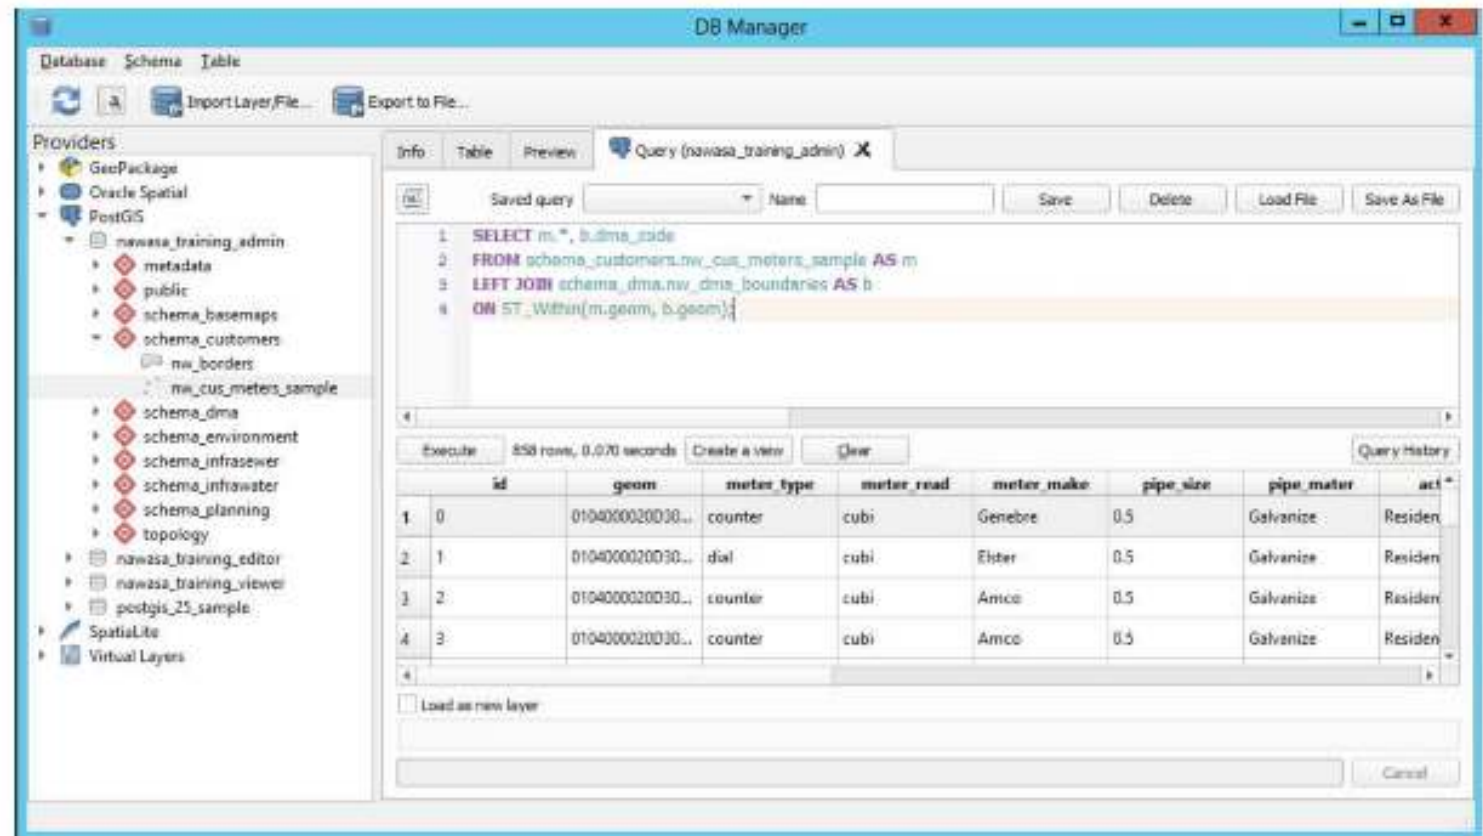 DB Manager
Database Schema Table
Import Layer/File... Export to File...
Providers
GeoPackage
Oracle Spatial
PostGIS
nawasa_training_admin
metadata
public
schema_basemaps
schema_customers
nw_borders
nw_cus_meters_sample
schema_dma
schema_environment
schema_infrasewer
schema_infrawater
schema_planning
topology
nawasa_training_editor
nawasa_training_viewer
postgis_25_sample
SpatiaLite
Virtual Layers
Info Table Preview Query (nawasa_training_admin)
Saved query Name Save Delete Load File Save As File
1 SELECT m.*, b.dma_code
2 FROM schema_customers.nw_cus_meters_sample AS m
3 LEFT JOIN schema_dma.nw_dma_boundaries AS b
4 ON ST_Within(m.geom, b.geom);
Execute 858 rows, 0.070 seconds Create a view Clear Query History
id geom meter_type meter_read meter_make pipe_size pipe_mater act
1 0 0104000020D30... counter cubi Genebre 0.5 Galvanize Residen
2 1 0104000020D30... dial cubi Elster 0.5 Galvanize Residen
3 2 0104000020D30... counter cubi Amco 0.5 Galvanize Residen
4 3 0104000020D30... counter cubi Amco 0.5 Galvanize Residen
Load as new layer
Cancel